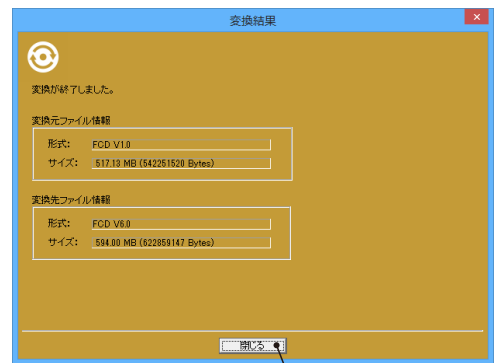 変換結果
変換が終了しました。
変換元ファイル情報
形式: FCD V1.0
サイズ: 517.13 MB (542251520 Bytes)
変換先ファイル情報
形式: FCD V6.0
サイズ: 594.00 MB (622859147 Bytes)
閉じる